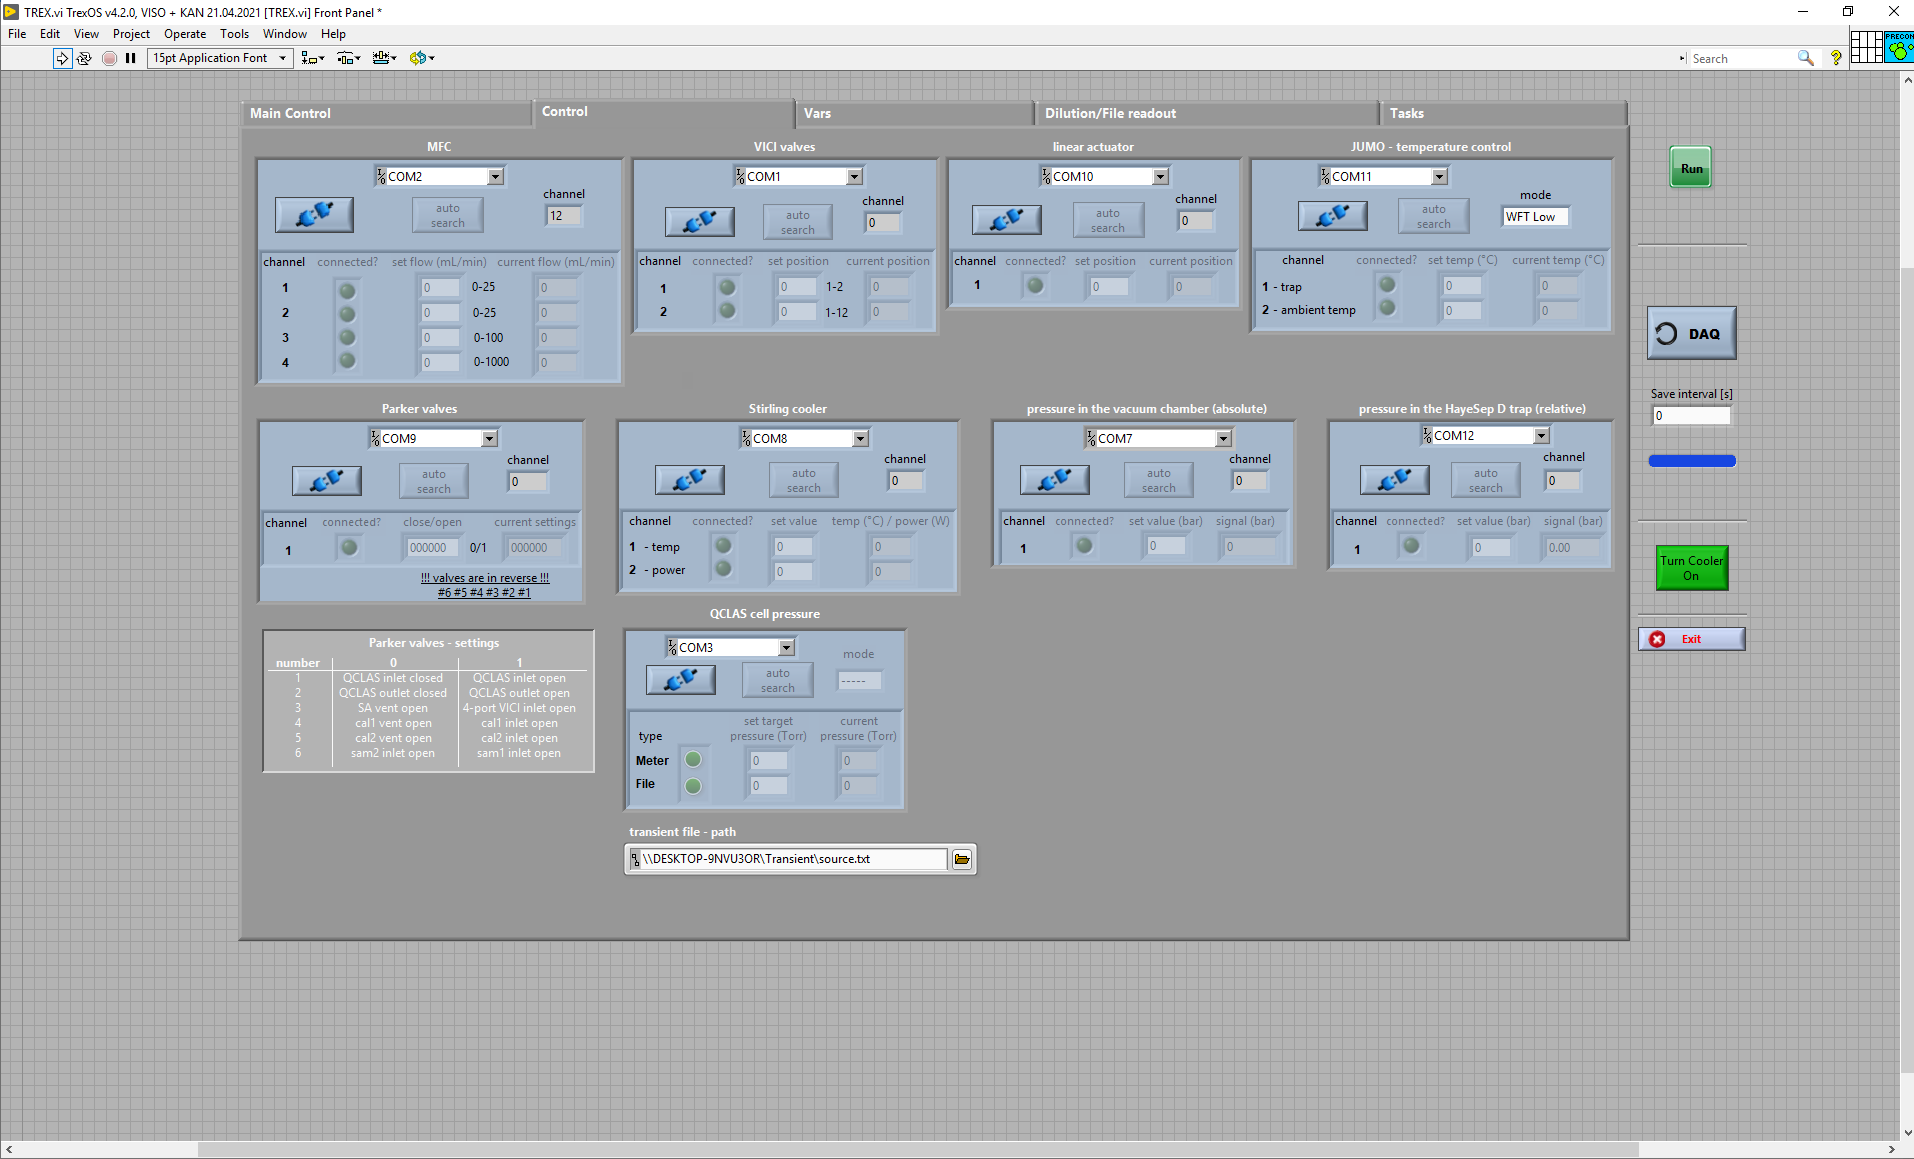 TREX.vi TrexOS v4.2.0, VISO + KAN 21.04.2021 [TREX.vi] Front Panel *
File Edit View Project Operate Tools Window Help
15pt Application Font
Search
PRECON
Main Control
Control
Vars
Dilution/File readout
Tasks
MFC
COM2
auto
search
channel
12
channel connected? set flow (mL/min) current flow (mL/min)
1 0 0-25 0
2 0 0-25 0
3 0 0-100 0
4 0 0-1000 0
VICI valves
COM1
auto
search
channel
0
channel connected? set position current position
1 0 1-2 0
2 0 1-12 0
linear actuator
COM10
auto
search
channel
0
channel connected? set position current position
1 0 0
JUMO - temperature control
COM11
auto
search
mode
WFT Low
channel connected? set temp (°C) current temp (°C)
1 - trap 0 0
2 - ambient temp 0 0
Parker valves
COM9
auto
search
channel
0
channel connected? close/open current settings
1 000000 0/1 000000
!!! valves are in reverse !!!
#6 #5 #4 #3 #2 #1
Stirling cooler
COM8
auto
search
channel
0
channel connected? set value temp (°C) / power (W)
1 - temp 0 0
2 - power 0 0
pressure in the vacuum chamber (absolute)
COM7
auto
search
channel
0
channel connected? set value (bar) signal (bar)
1 0 0
pressure in the HayeSep D trap (relative)
COM12
auto
search
channel
0
channel connected? set value (bar) signal (bar)
1 0 0.00
Parker valves - settings
number 0 1
1 QCLAS inlet closed QCLAS inlet open
2 QCLAS outlet closed QCLAS outlet open
3 SA vent open 4-port VICI inlet open
4 cal1 vent open cal1 inlet open
5 cal2 vent open cal2 inlet open
6 sam2 inlet open sam1 inlet open
QCLAS cell pressure
COM3
auto
search
mode
-----
type
set target
pressure (Torr)
current
pressure (Torr)
Meter 0 0
File 0 0
transient file - path
\\DESKTOP-9NVU3OR\Transient\source.txt
Run
DAQ
Save interval [s]
0
Turn Cooler
On
Exit